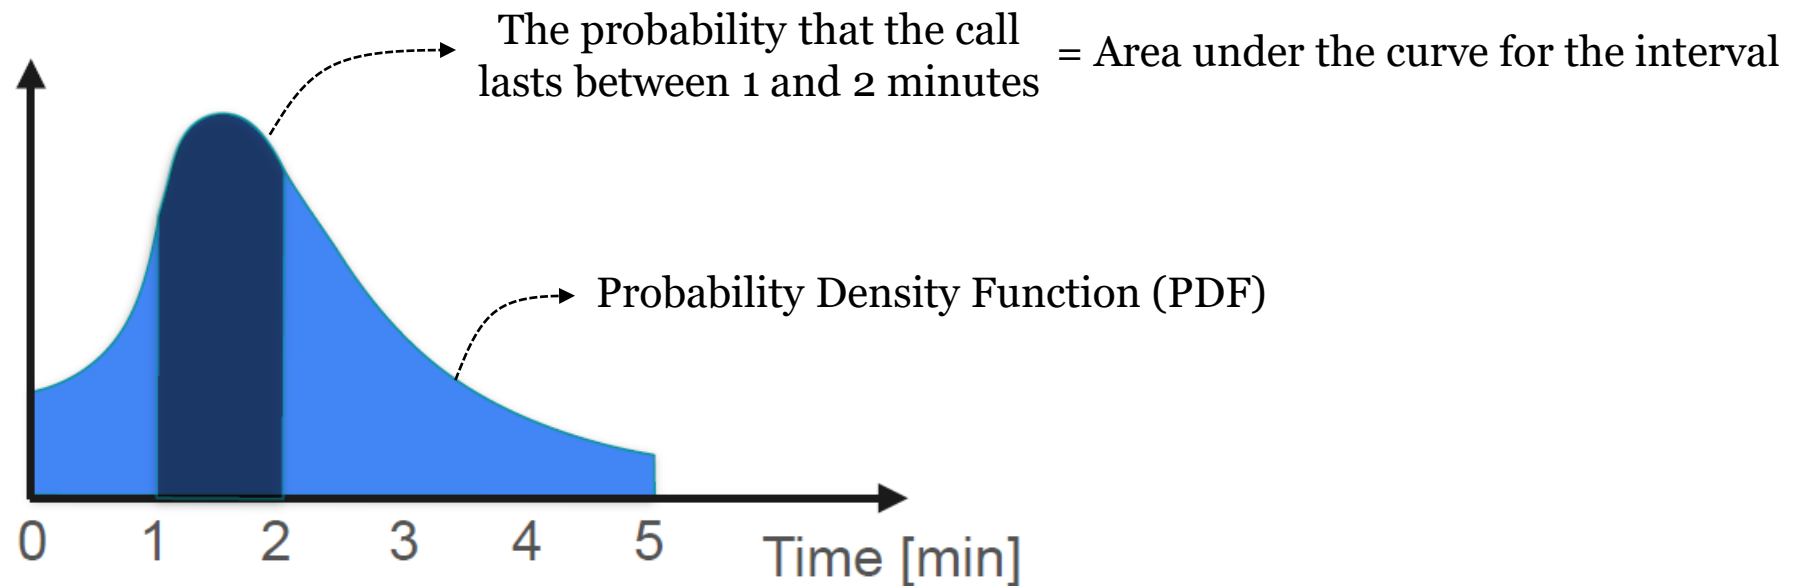 The probability that the call
lasts between 1 and 2 minutes
= Area under the curve for the interval
Probability Density Function (PDF)
0 1 2 3 4 5
Time [min]